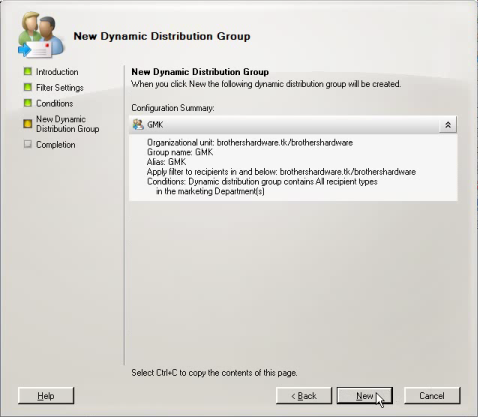 New Dynamic Distribution Group
Introduction
Filter Settings
Conditions
New Dynamic
Distribution Group
Completion
New Dynamic Distribution Group
When you click New the following dynamic distribution group will be created.
Configuration Summary:
GMK
Organizational unit: brothershardware.tk/brothershardware
Group name: GMK
Alias: GMK
Apply filter to recipients in and below: brothershardware.tk/brothershardware
Conditions: Dynamic distribution group contains All recipient types
in the marketing Department(s)
Select Ctrl+C to copy the contents of this page.
Help
< Back
New
Cancel